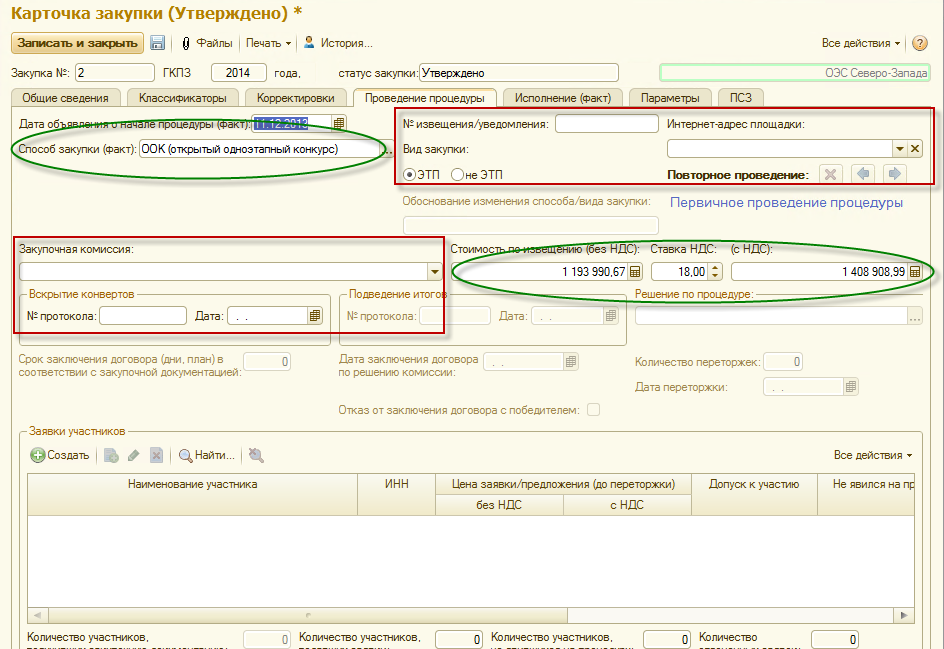 Карточка закупки (Утверждено) *
Записать и закрыть Файлы Печать История... Все действия ?
Закупка №: 2 ГКПЗ 2014 года, статус закупки: Утверждено ОЭС Северо-Запада
Общие сведения Классификаторы Корректировки Проведение процедуры Исполнение (факт) Параметры ПСЗ
Дата объявления о начале процедуры (факт): 11.12.2013 № извещения/уведомления: Интернет-адрес площадки:
Способ закупки (факт): ООК (открытый одноэтапный конкурс) ... Вид закупки:
ЭТП не ЭТП Повторное проведение:
Обоснование изменения способа/вида закупки: Первичное проведение процедуры
Закупочная комиссия: Стоимость по извещению (без НДС): Ставка НДС: (с НДС):
1 193 990,67 18,00 1 408 908,99
Вскрытие конвертов Подведение итогов Решение по процедуре:
№ протокола: Дата: . . № протокола: Дата: . . ...
Срок заключения договора (дни, план) в Дата заключения договора
соответствии с закупочной документацией: 0 по решению комиссии: . . Количество переторжек: 0
Дата переторжки: . .
Отказ от заключения договора с победителем:
Заявки участников
Создать Найти... Все действия
Наименование участника ИНН Цена заявки/предложения (до переторжки) Допуск к участию Не явился на пр
без НДС с НДС
Количество участников, 0 Количество участников, 0 Количество участников, 0 Количество 0